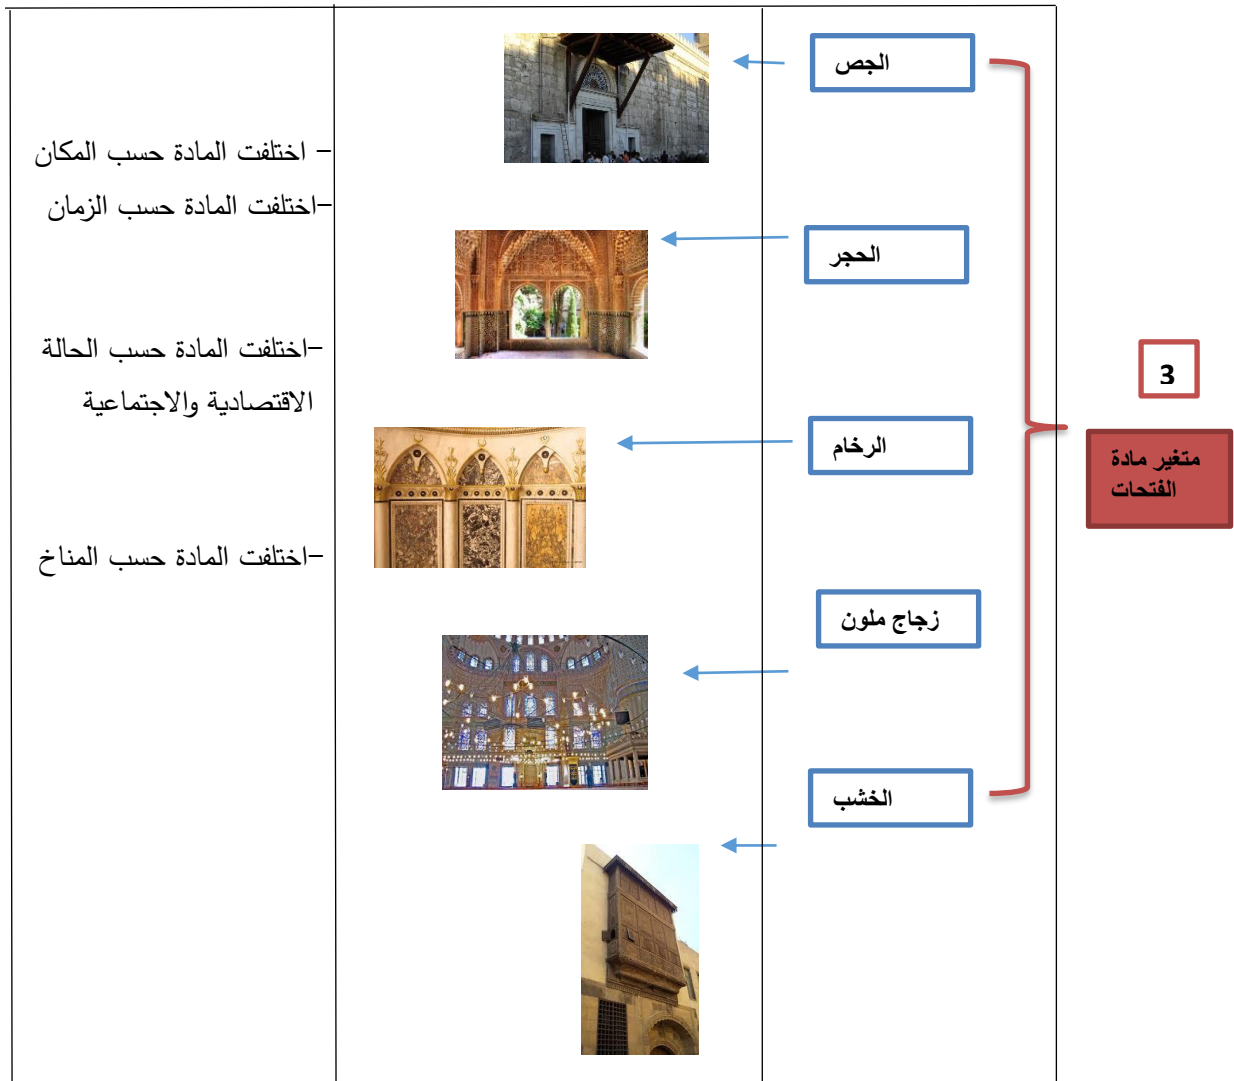 3
متغير مادة
الفتحات
الجص
الحجر
الرخام
زجاج ملون
الخشب
- اختلفت المادة حسب المكان
-اختلفت المادة حسب الزمان
-اختلفت المادة حسب الحالة
الاقتصادية والاجتماعية
-اختلفت المادة حسب المناخ